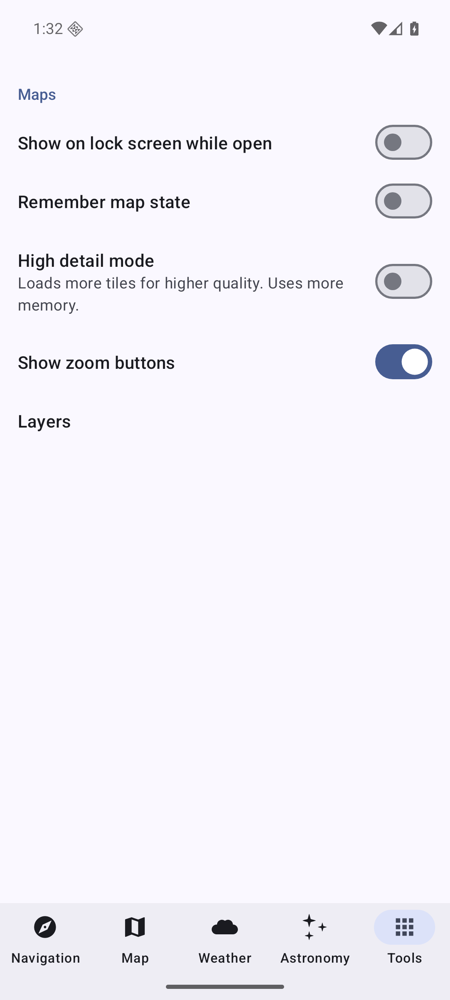 1:32
Maps
Show on lock screen while open
Remember map state
High detail mode
Loads more tiles for higher quality. Uses more
memory.
Show zoom buttons
Layers
Navigation
Map
Weather
Astronomy
Tools